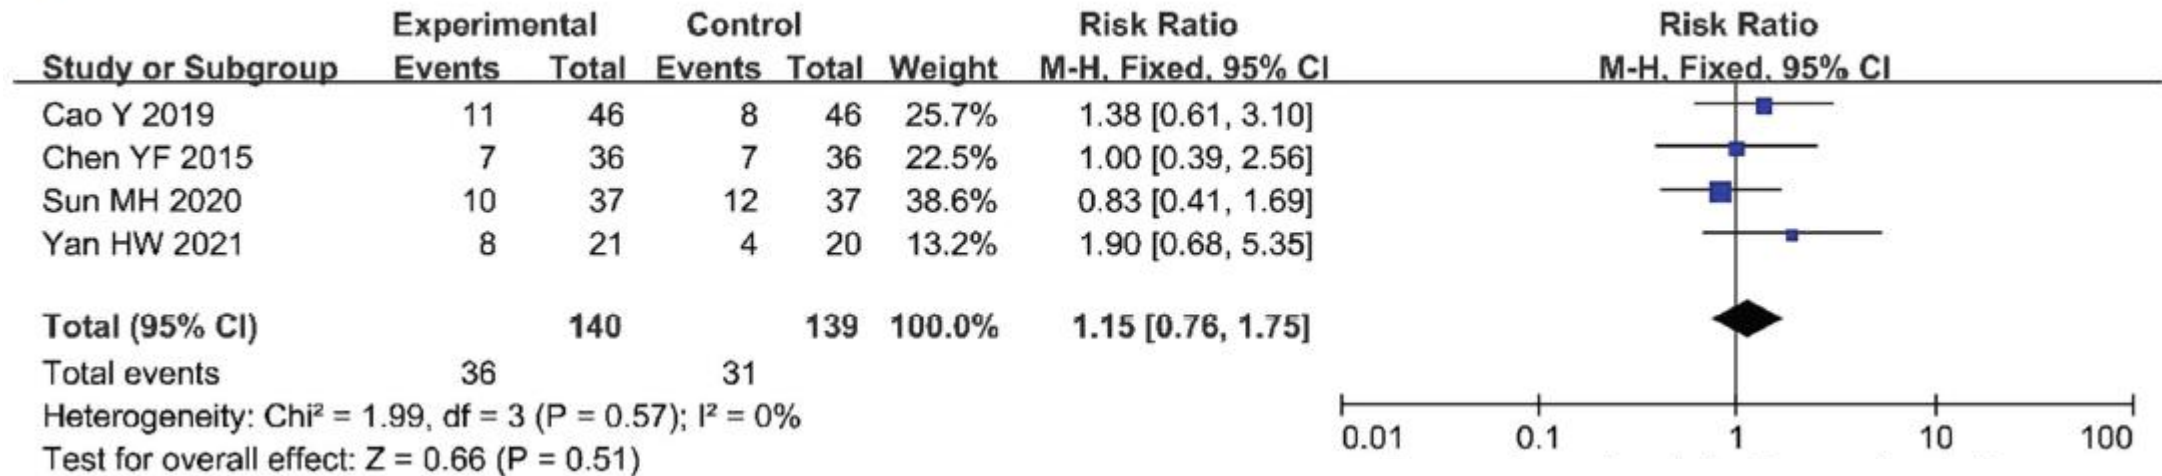 Experimental Control Risk Ratio Risk Ratio
Study or Subgroup Events Total Events Total Weight M-H, Fixed, 95% CI M-H, Fixed, 95% CI
Cao Y 2019 11 46 8 46 25.7% 1.38 [0.61, 3.10]
Chen YF 2015 7 36 7 36 22.5% 1.00 [0.39, 2.56]
Sun MH 2020 10 37 12 37 38.6% 0.83 [0.41, 1.69]
Yan HW 2021 8 21 4 20 13.2% 1.90 [0.68, 5.35]
Total (95% CI) 140 139 100.0% 1.15 [0.76, 1.75]
Total events 36 31
Heterogeneity: Chi² = 1.99, df = 3 (P = 0.57); I² = 0%
Test for overall effect: Z = 0.66 (P = 0.51)
0.01 0.1 1 10 100